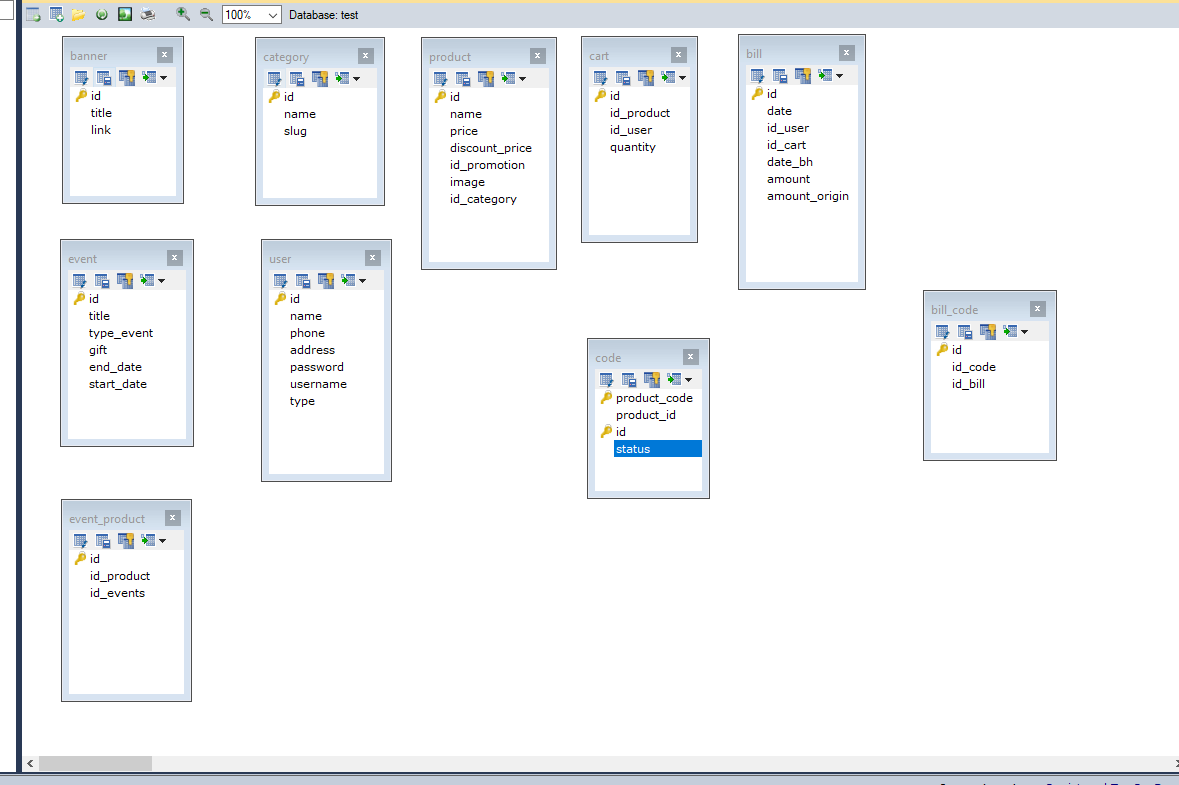 100% Database: test
banner
id
title
link
category
id
name
slug
product
id
name
price
discount_price
id_promotion
image
id_category
cart
id
id_product
id_user
quantity
bill
id
date
id_user
id_cart
date_bh
amount
amount_origin
event
id
title
type_event
gift
end_date
start_date
user
id
name
phone
address
password
username
type
code
product_code
product_id
id
status
bill_code
id
id_code
id_bill
event_product
id
id_product
id_events